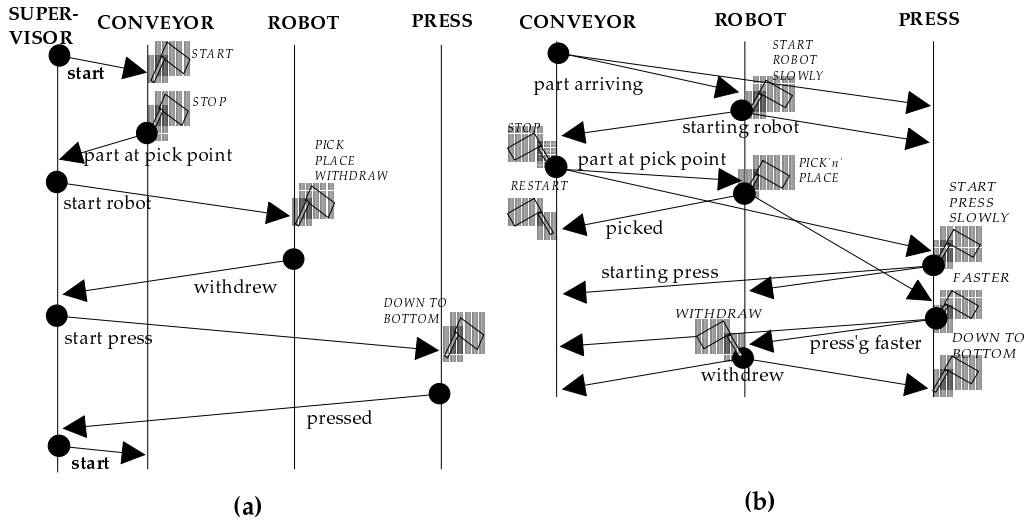 SUPER-
VISOR
CONVEYOR
ROBOT
PRESS
START
start
STOP
part at pick point
PICK
PLACE
WITHDRAW
start robot
withdrew
DOWN TO
BOTTOM
start press
pressed
start
(a)
CONVEYOR
ROBOT
PRESS
START
ROBOT
SLOWLY
part arriving
starting robot
STOP
part at pick point
PICK'n'
PLACE
RESTART
START
PRESS
SLOWLY
picked
starting press
FASTER
WITHDRAW
press'g faster
DOWN TO
BOTTOM
withdrew
(b)